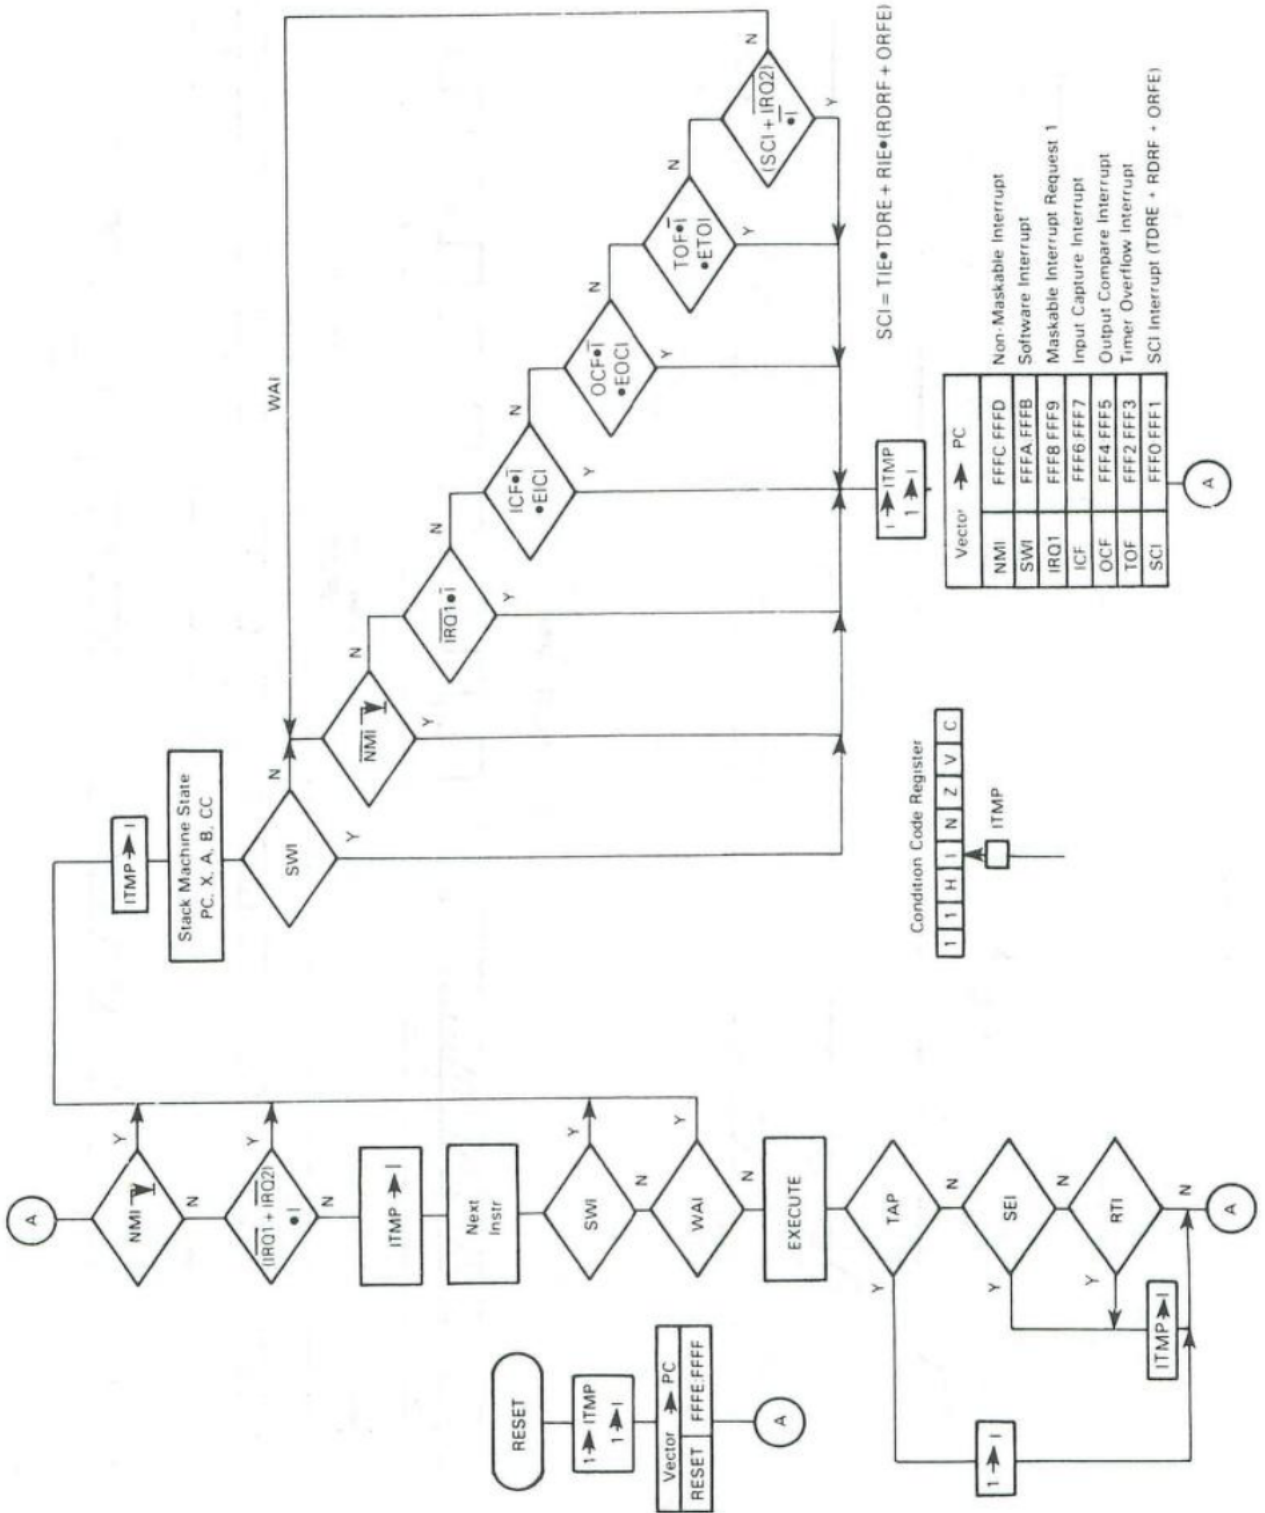 A
NMI
Y
N
(IRQ1 + IRQ2)
•I
Y
N
ITMP → I
Next
Instr
SWI
Y
N
WAI
Y
N
EXECUTE
TAP
Y
N
SEI
Y
N
RTI
Y
N
ITMP → I
1 → I
A
RESET
1 → ITMP
1 → I
Vector → PC
RESET FFFE:FFFF
A
ITMP → I
Stack Machine State
PC, X, A, B, CC
SWI
N
Y
WAI
NMI
N
Y
IRQ1•I
N
Y
ICF•I
•EICI
N
Y
OCF•I
•EOCI
N
Y
TOF•I
•ETOI
N
Y
(SCI + IRQ2)
•I
N
Y
SCI = TIE•TDRE + RIE•(RDRF + ORFE)
I → ITMP
1 → I
Vector → PC
NMI FFFC FFFD Non-Maskable Interrupt
SWI FFFA.FFFB Software Interrupt
IRQ1 FFF8 FFF9 Maskable Interrupt Request 1
ICF FFF6 FFF7 Input Capture Interrupt
OCF FFF4 FFF5 Output Compare Interrupt
TOF FFF2 FFF3 Timer Overflow Interrupt
SCI FFF0 FFF1 SCI Interrupt (TDRE + RDRF + ORFE)
A
Condition Code Register
1 1 H I N Z V C
ITMP